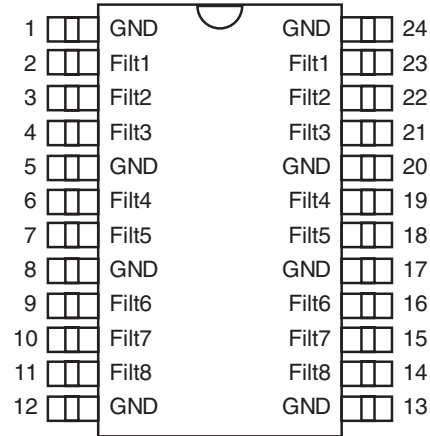 1 GND GND 24
2 Filt1 Filt1 23
3 Filt2 Filt2 22
4 Filt3 Filt3 21
5 GND GND 20
6 Filt4 Filt4 19
7 Filt5 Filt5 18
8 GND GND 17
9 Filt6 Filt6 16
10 Filt7 Filt7 15
11 Filt8 Filt8 14
12 GND GND 13